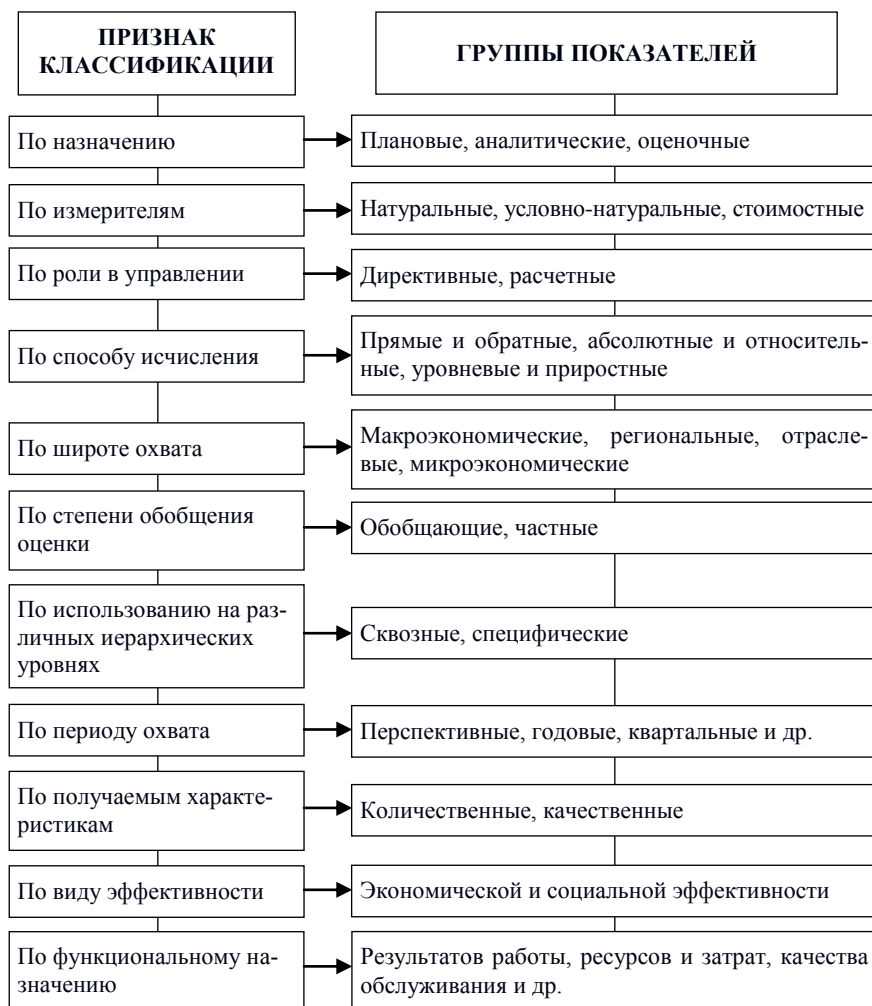 ПРИЗНАК
КЛАССИФИКАЦИИ
ГРУППЫ ПОКАЗАТЕЛЕЙ
По назначению
Плановые, аналитические, оценочные
По измерителям
Натуральные, условно-натуральные, стоимостные
По роли в управлении
Директивные, расчетные
По способу исчисления
Прямые и обратные, абсолютные и относитель-
ные, уровневые и приростные
По широте охвата
Макроэкономические, региональные, отрасле-
вые, микроэкономические
По степени обобщения
оценки
Обобщающие, частные
По использованию на раз-
личных иерархических
уровнях
Сквозные, специфические
По периоду охвата
Перспективные, годовые, квартальные и др.
По получаемым характе-
ристикам
Количественные, качественные
По виду эффективности
Экономической и социальной эффективности
По функциональному на-
значению
Результатов работы, ресурсов и затрат, качества
обслуживания и др.